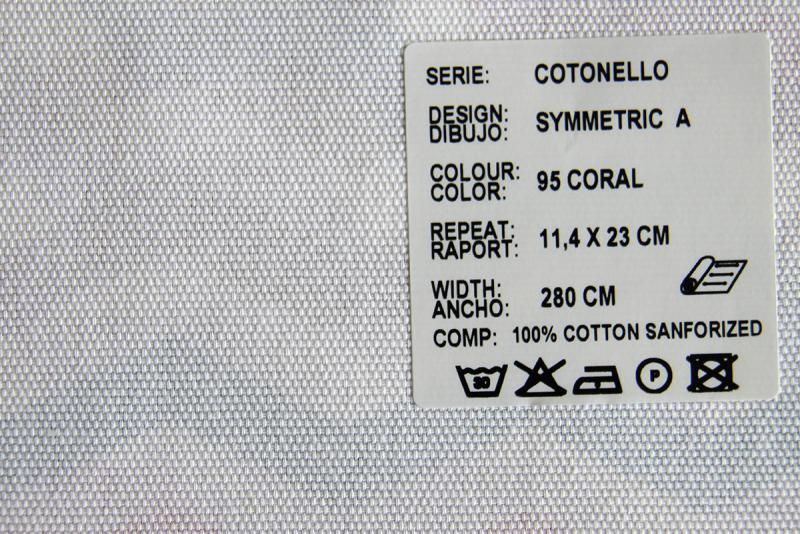 SERIE: COTONELLO
DESIGN:
DIBUJO: SYMMETRIC A
COLOUR:
COLOR: 95 CORAL
REPEAT:
RAPORT: 11,4 X 23 CM
WIDTH:
ANCHO: 280 CM
COMP: 100% COTTON SANFORIZED
30 P